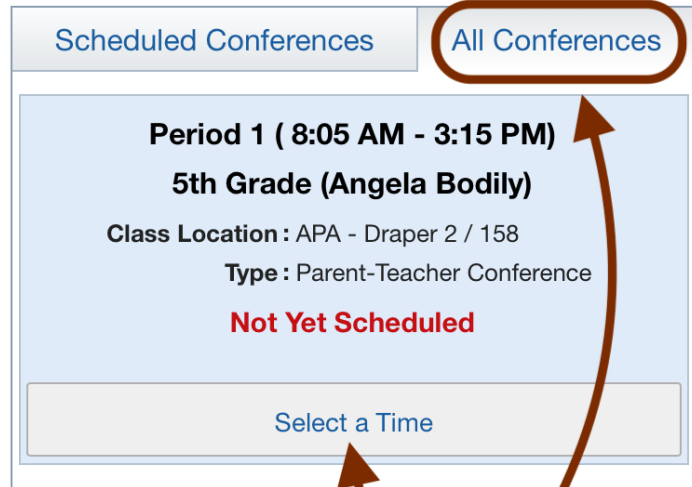 Scheduled Conferences
All Conferences
Period 1 ( 8:05 AM - 3:15 PM)
5th Grade (Angela Bodily)
Class Location : APA - Draper 2 / 158
Type : Parent-Teacher Conference
Not Yet Scheduled
Select a Time